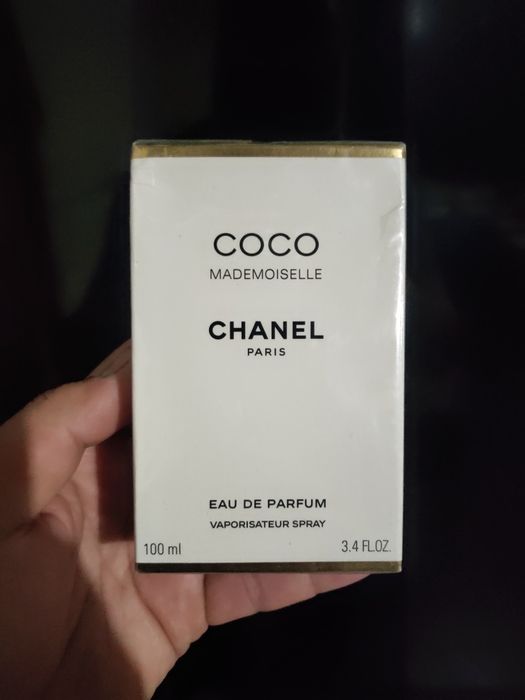 COCO
MADEMOISELLE
CHANEL
PARIS
EAU DE PARFUM
VAPORISATEUR SPRAY
100 ml 3.4 FL.OZ.